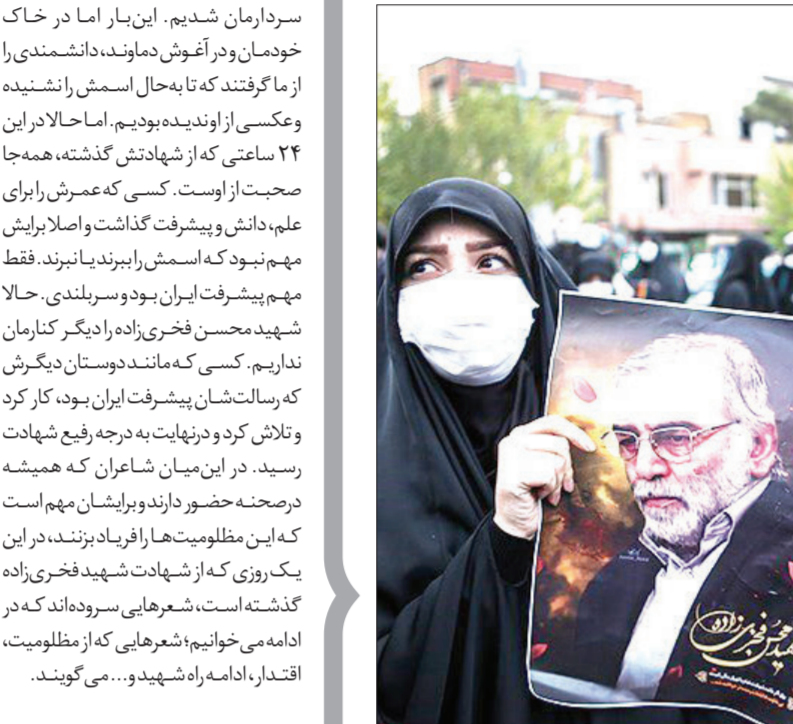 سردارمان شدیم. این‌بار اما در خاک
خودمان و در آغوش دماوند، دانشمندی را
از ما گرفتند که تا به‌حال اسمش را نشنیده
و عکسی از او ندیده بودیم. اما حالا در این
۲۴ ساعتی که از شهادتش گذشته، همه‌جا
صحبت از اوست. کسی که عمرش را برای
علم، دانش و پیشرفت گذاشت و اصلا برایش
مهم نبود که اسمش را ببرند یا نبرند. فقط
مهم پیشرفت ایران بود و سربلندی. حالا
شهید محسن فخری‌زاده را دیگر کنارمان
نداریم. کسی که مانند دوستان دیگرش
که رسالت‌شان پیشرفت ایران بود، کار کرد
و تلاش کرد و درنهایت به درجه رفیع شهادت
رسید. در این‌میان شاعران که همیشه
درصحنه حضور دارند و برایشان مهم است
که این مظلومیت‌ها را فریاد بزنند، در این
یک روزی که از شهادت شهید فخری‌زاده
گذشته است، شعرهایی سروده‌اند که در
ادامه می‌خوانیم؛ شعرهایی که از مظلومیت،
اقتدار، ادامه راه شهید و... می‌گویند.
شهید محسن فخری‌زاده